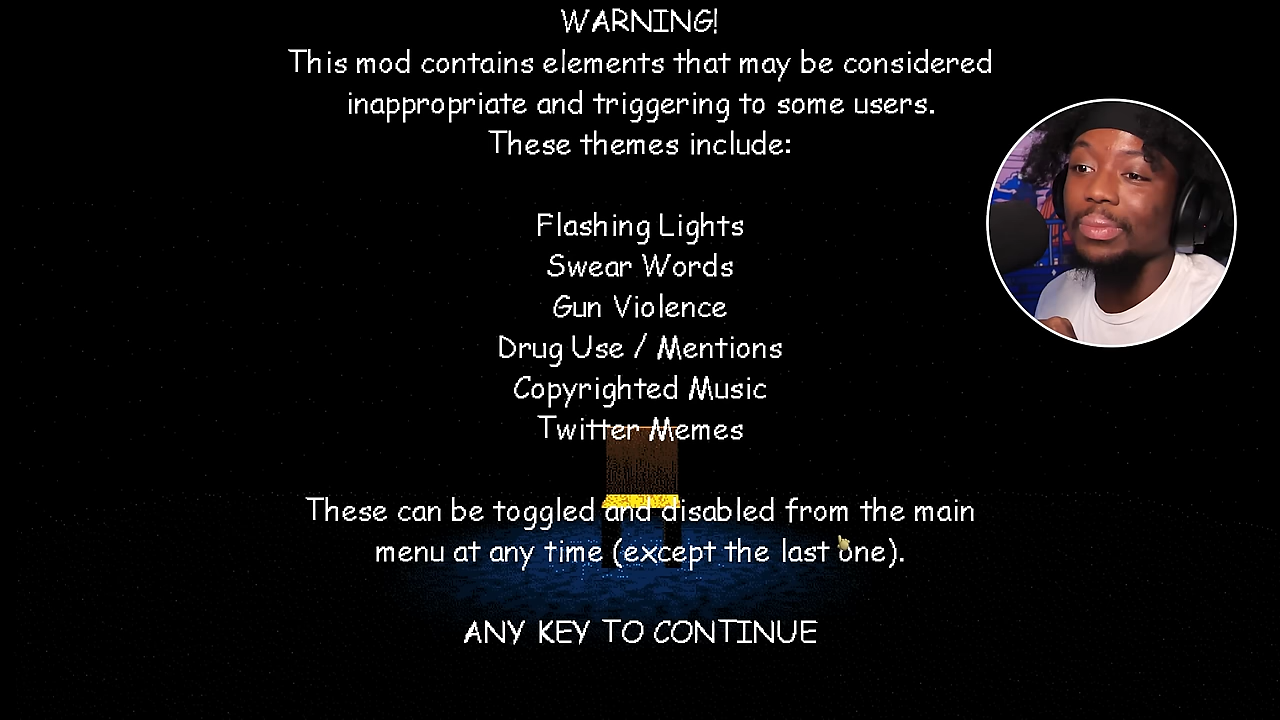 WARNING!
This mod contains elements that may be considered
inappropriate and triggering to some users.
These themes include:
Flashing Lights
Swear Words
Gun Violence
Drug Use / Mentions
Copyrighted Music
Twitter Memes
These can be toggled and disabled from the main
menu at any time (except the last one).
ANY KEY TO CONTINUE